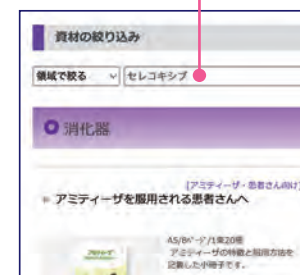 資材の絞り込み
領域で絞る
セレコキシブ
消化器
[アミティーザ・患者さん向け]
アミティーザを服用される患者さんへ
A5/8ページ/1束20冊
アミティーザの特徴と服用方法を
記載した小冊子です。